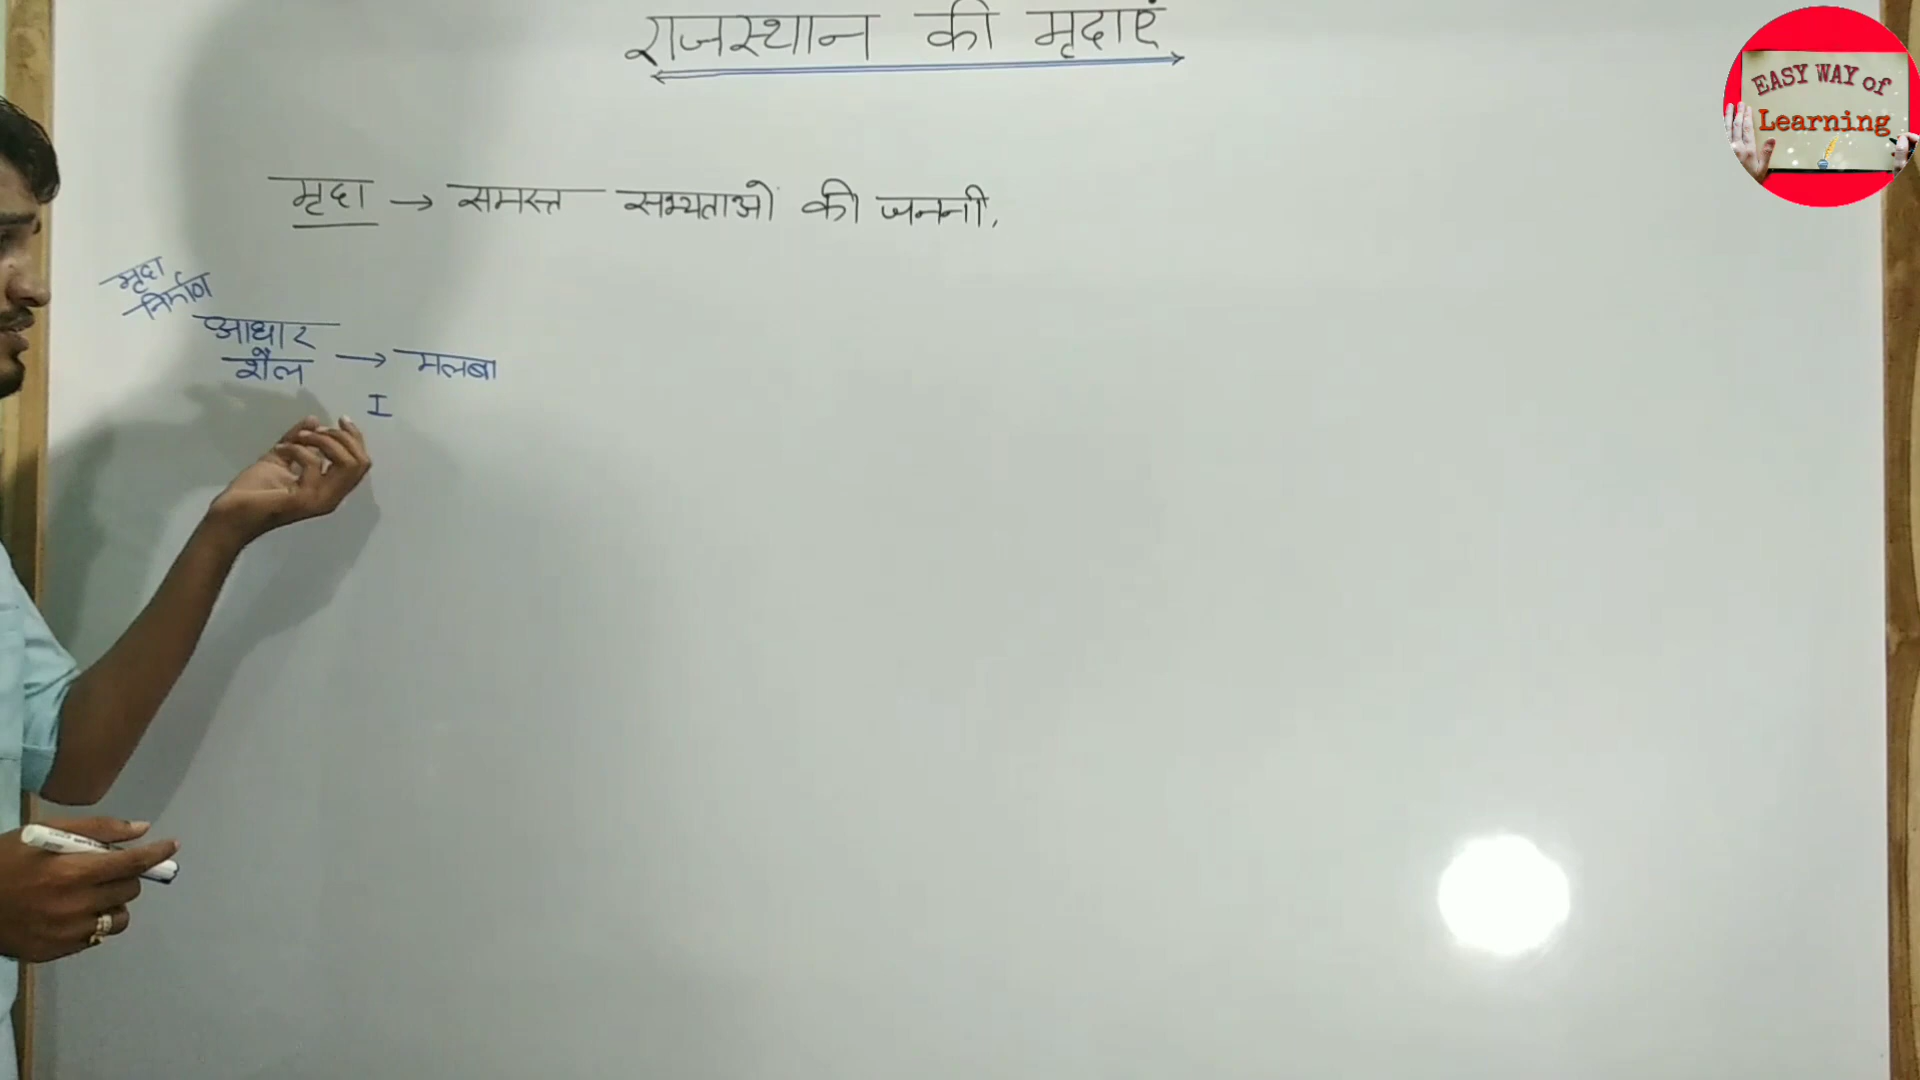 राजस्थान की मृदाएं
EASY WAY of
Learning
मृदा → समस्त सभ्यताओं की जननी,
मृदा
निर्माण
आधार
शैल → मलबा
I